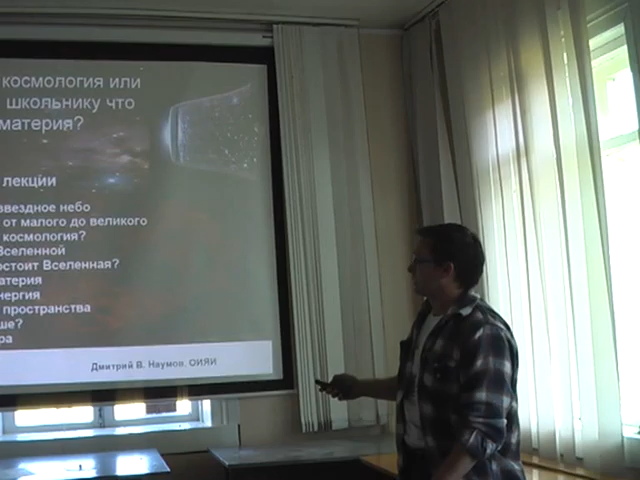 космология или
школьнику что
материя?
лекции
звездное небо
от малого до великого
космология?
Вселенной
остоит Вселенная?
атерия
нергия
пространства
ше?
ра
Дмитрий В. Наумов, ОИЯИ